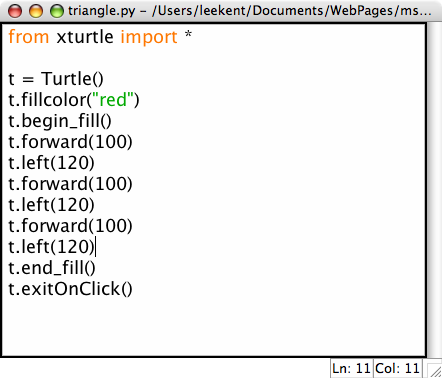 triangle.py – /Users/leekent/Documents/WebPages/ms...
from xturtle import *
t = Turtle()
t.fillcolor("red")
t.begin_fill()
t.forward(100)
t.left(120)
t.forward(100)
t.left(120)
t.forward(100)
t.left(120)
t.end_fill()
t.exitOnClick()
Ln: 11 Col: 11